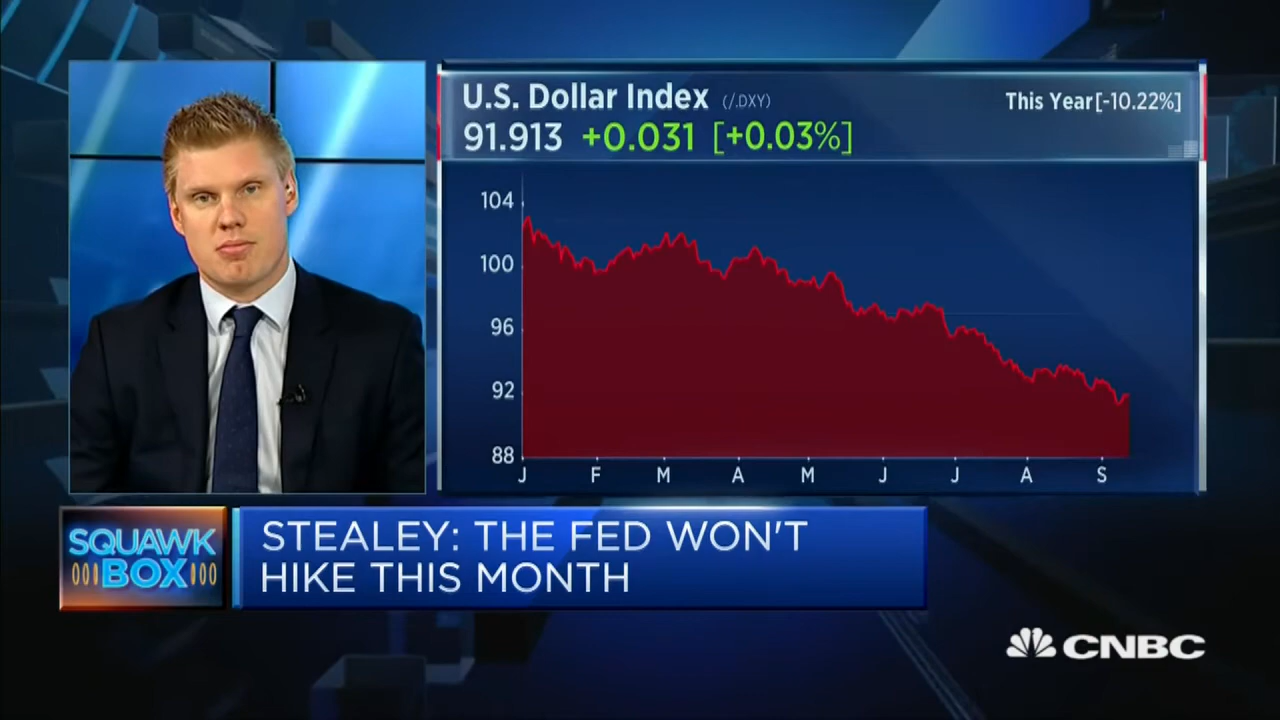 U.S. Dollar Index (/.DXY)
This Year[-10.22%]
91.913 +0.031 [+0.03%]
104
100
96
92
88
J F M A M J J A S
SQUAWK
BOX
STEALEY: THE FED WON'T
HIKE THIS MONTH
CNBC